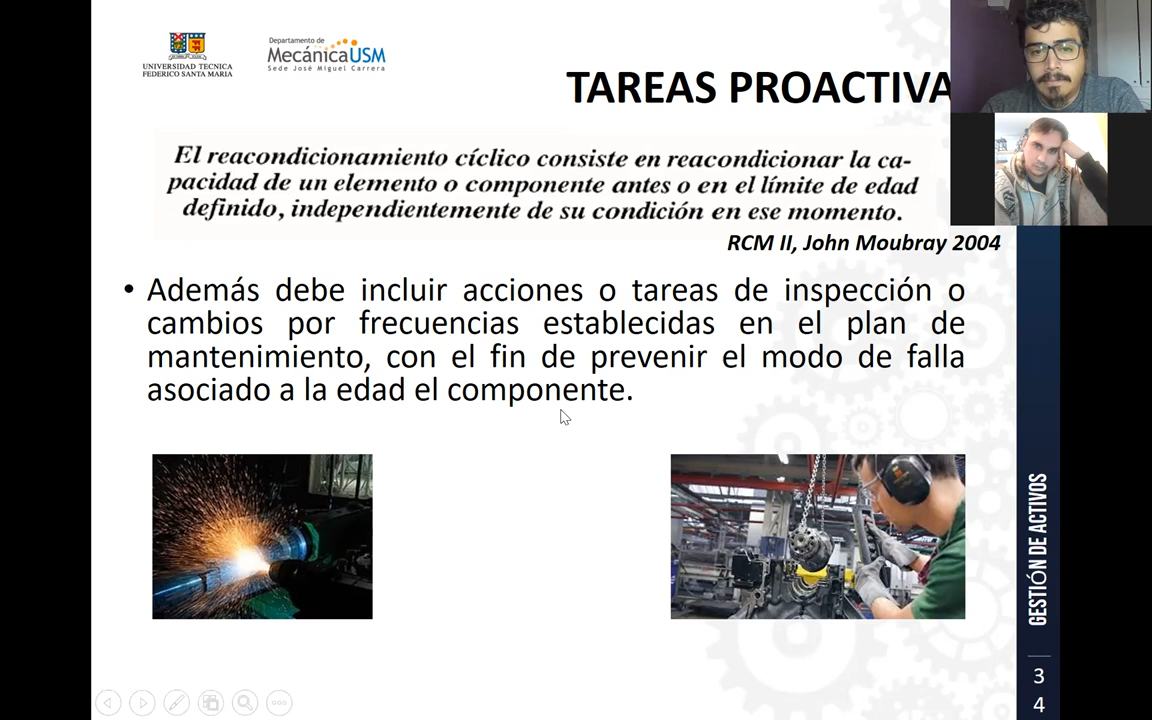 UNIVERSIDAD TECNICA
FEDERICO SANTA MARIA
Departamento de
MecánicaUSM
Sede José Miguel Carrera
TAREAS PROACTIVA
El reacondicionamiento cíclico consiste en reacondicionar la ca-
pacidad de un elemento o componente antes o en el límite de edad
definido, independientemente de su condición en ese momento.
RCM II, John Moubray 2004
• Además debe incluir acciones o tareas de inspección o
cambios por frecuencias establecidas en el plan de
mantenimiento, con el fin de prevenir el modo de falla
asociado a la edad el componente.
GESTIÓN DE ACTIVOS
3
4